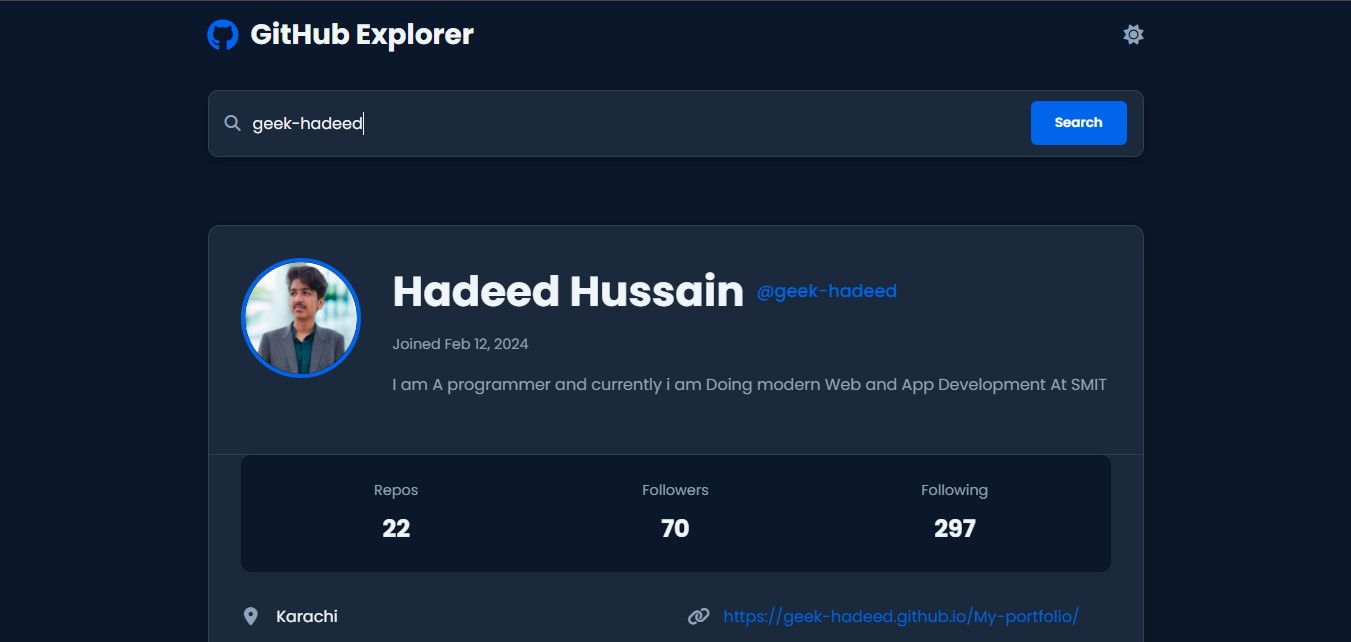 GitHub Explorer
geek-hadeed
Search
Hadeed Hussain @geek-hadeed
Joined Feb 12, 2024
I am A programmer and currently i am Doing modern Web and App Development At SMIT
Repos Followers Following
22 70 297
Karachi https://geek-hadeed.github.io/My-portfolio/